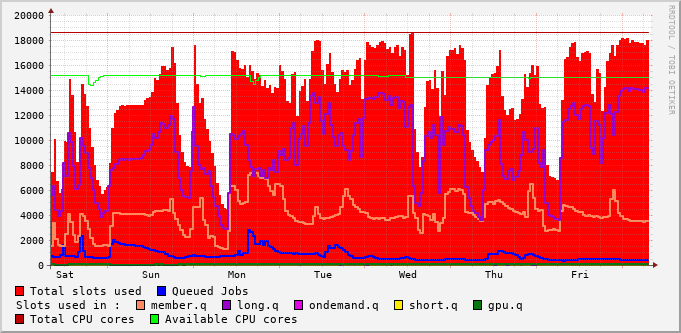 20000
18000
16000
14000
12000
10000
8000
6000
4000
2000
0
Sat Sun Mon Tue Wed Thu Fri
RRDTOOL / TOBI OETIKER
Total slots used Queued Jobs
Slots used in : member.q long.q ondemand.q short.q gpu.q
Total CPU cores Available CPU cores